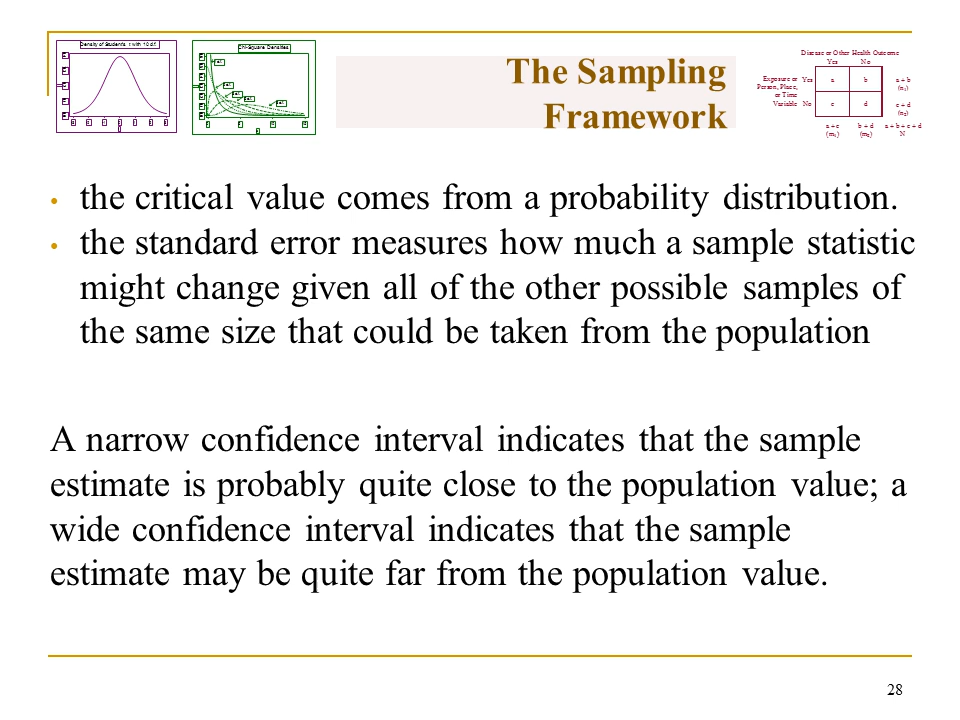 Density of Students t with 10 d.f.
Chi-Square Densities
The Sampling
Framework
Disease or Other Health Outcome
Yes No
Exposure or
Person, Place,
or Time
Variable
Yes a b a + b
(n₁)
No c d c + d
(n₂)
a + c b + d a + b + c + d
(m₁) (m₂) N
• the critical value comes from a probability distribution.
• the standard error measures how much a sample statistic
might change given all of the other possible samples of
the same size that could be taken from the population
A narrow confidence interval indicates that the sample
estimate is probably quite close to the population value; a
wide confidence interval indicates that the sample
estimate may be quite far from the population value.
28